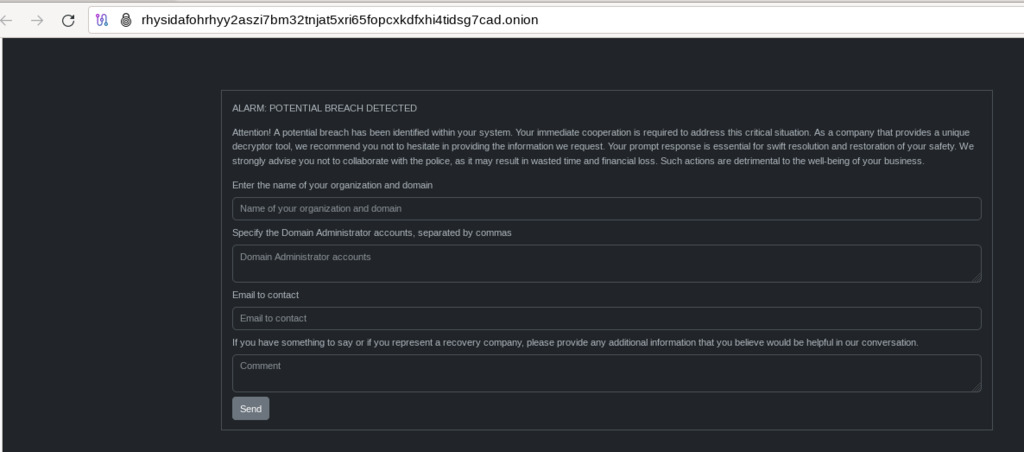 rhysidafohrhyy2aszi7bm32tnjat5xri65fopcxkdfxhi4tidsg7cad.onion
ALARM: POTENTIAL BREACH DETECTED
Attention! A potential breach has been identified within your system. Your immediate cooperation is required to address this critical situation. As a company that provides a unique
decryptor tool, we recommend you not to hesitate in providing the information we request. Your prompt response is essential for swift resolution and restoration of your safety. We
strongly advise you not to collaborate with the police, as it may result in wasted time and financial loss. Such actions are detrimental to the well-being of your business.
Enter the name of your organization and domain
Name of your organization and domain
Specify the Domain Administrator accounts, separated by commas
Domain Administrator accounts
Email to contact
Email to contact
If you have something to say or if you represent a recovery company, please provide any additional information that you believe would be helpful in our conversation.
Comment
Send